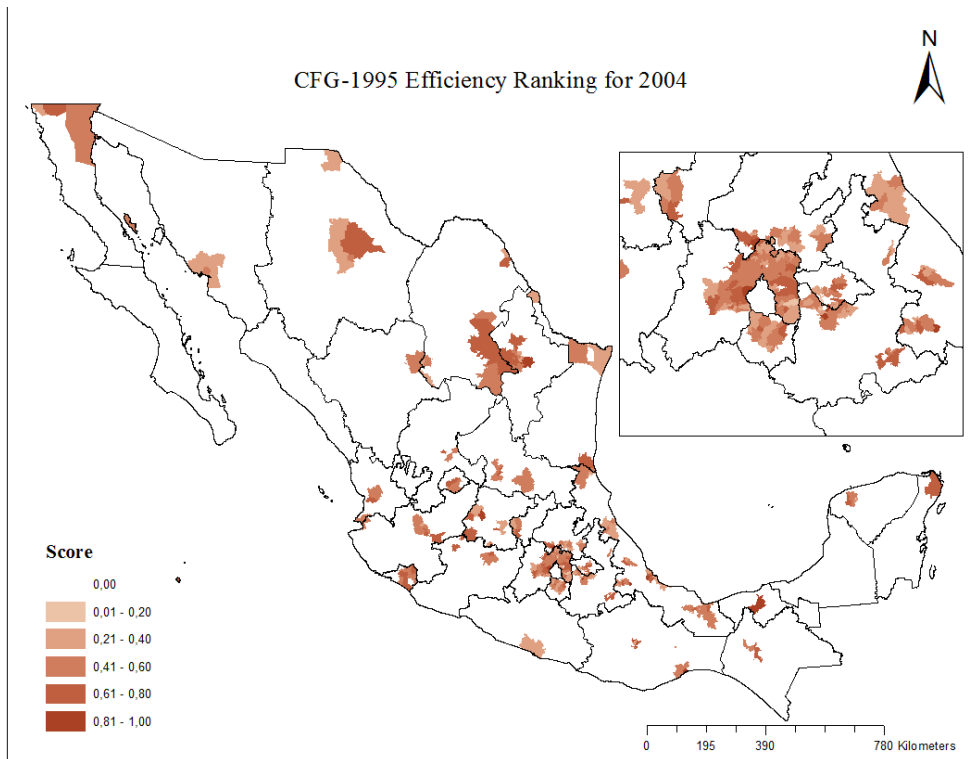 N
CFG-1995 Efficiency Ranking for 2004
Score
0,00
0,01 - 0,20
0,21 - 0,40
0,41 - 0,60
0,61 - 0,80
0,81 - 1,00
0 195 390 780 Kilometers